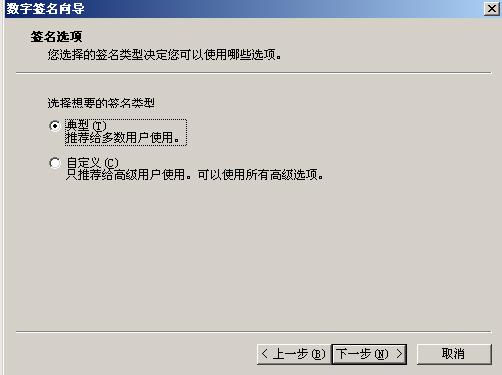 数字签名向导
签名选项
您选择的签名类型决定您可以使用哪些选项。
选择想要的签名类型
典型(T)
推荐给多数用户使用。
自定义(C)
只推荐给高级用户使用。可以使用所有高级选项。
< 上一步(B) 下一步(N) > 取消